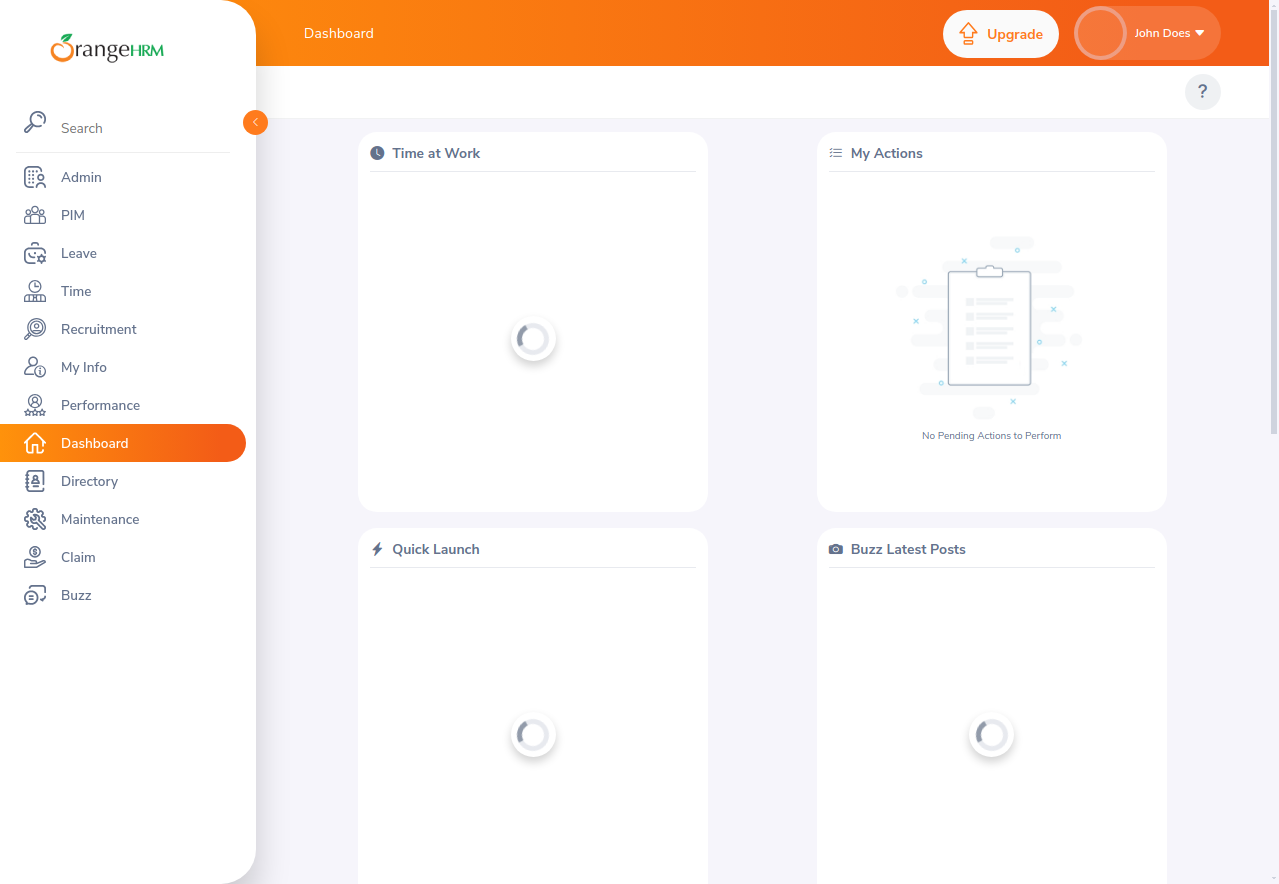 OrangeHRM
Dashboard
Upgrade
John Does
?
Search
Admin
PIM
Leave
Time
Recruitment
My Info
Performance
Dashboard
Directory
Maintenance
Claim
Buzz
Time at Work
My Actions
No Pending Actions to Perform
Quick Launch
Buzz Latest Posts